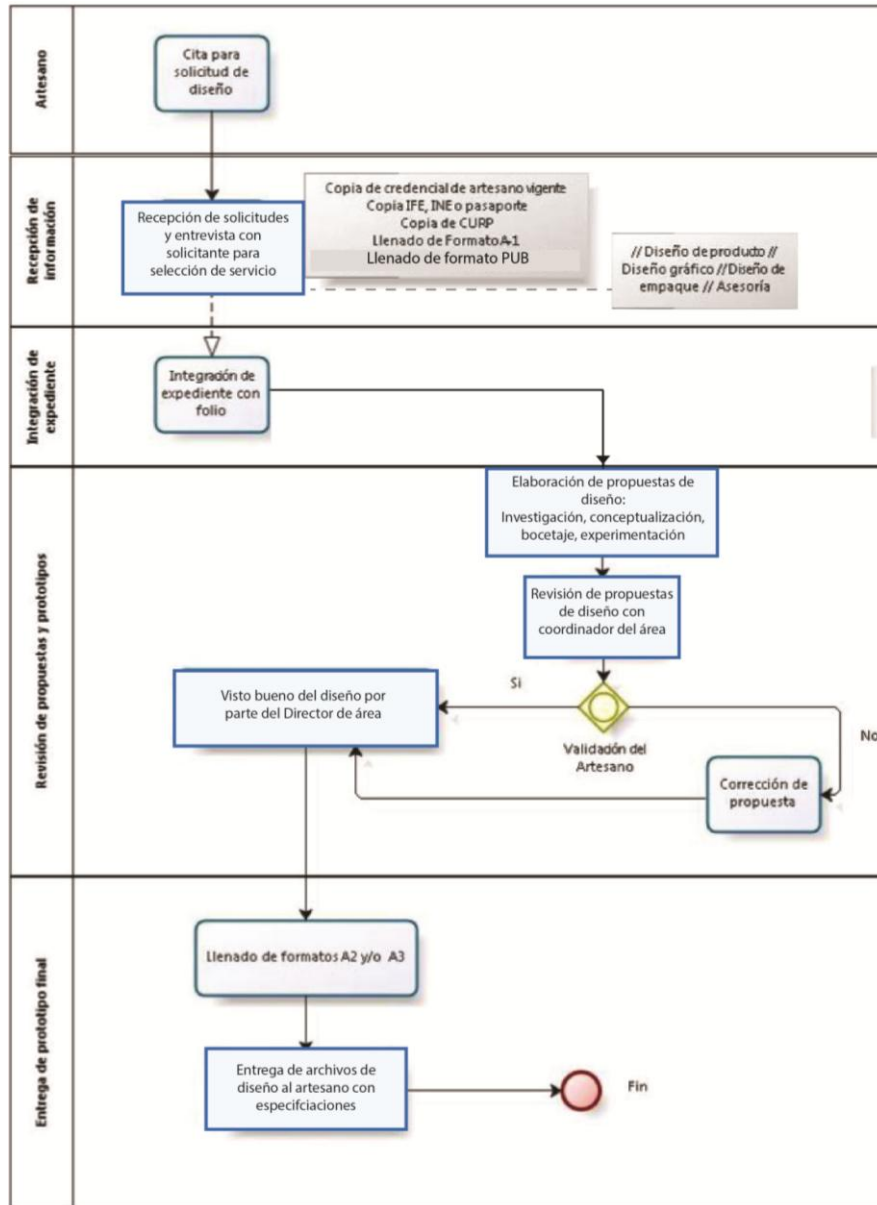 Artesano
Cita para
solicitud de
diseño
Recepción de
información
Recepción de solicitudes
y entrevista con
solicitante para
selección de servicio
Copia de credencial de artesano vigente
Copia IFE, INE o pasaporte
Copia de CURP
Llenado de Formato A-1
Llenado de formato PUB
// Diseño de producto //
Diseño gráfico //Diseño de
empaque // Asesoría
Integración de
expediente
Integración de
expediente con
folio
Revisión de propuestas y prototipos
Elaboración de propuestas de
diseño:
Investigación, conceptualización,
bocetaje, experimentación
Revisión de propuestas
de diseño con
coordinador del área
Si
Visto bueno del diseño por
parte del Director de área
Validación del
Artesano
No
Corrección de
propuesta
Entrega de prototipo final
Llenado de formatos A2 y/o A3
Entrega de archivos de
diseño al artesano con
especifciaciones
Fin